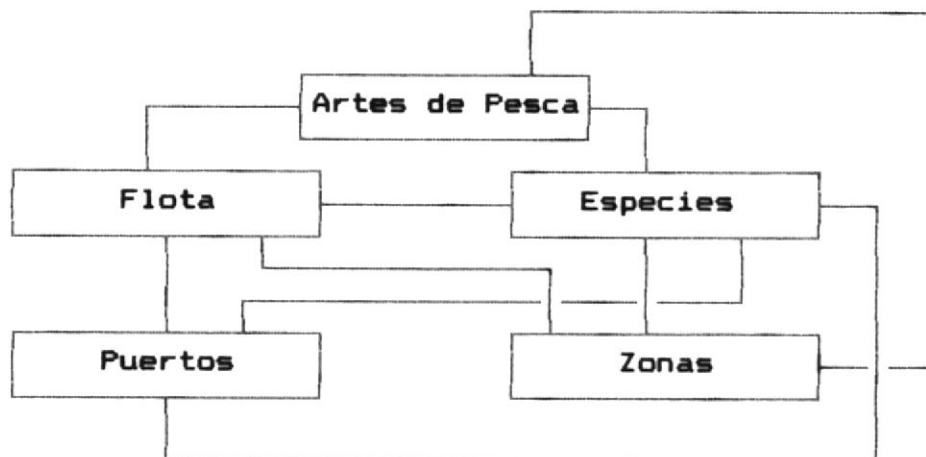 Artes de Pesca
Flota
Especies
Puertos
Zonas